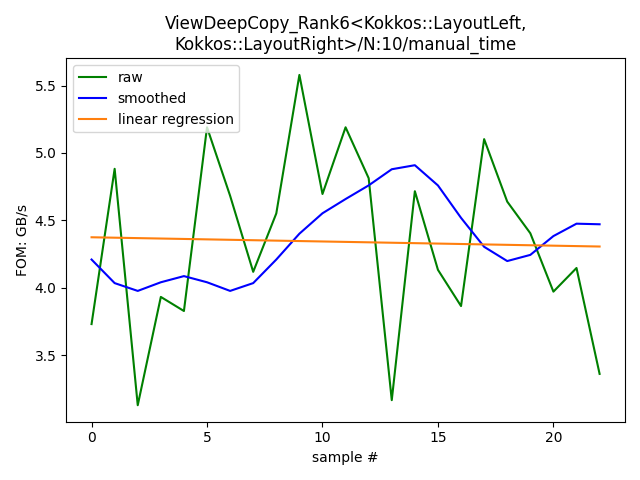 ViewDeepCopy_Rank6<Kokkos::LayoutLeft,
Kokkos::LayoutRight>/N:10/manual_time
raw
smoothed
linear regression
FOM: GB/s
5.5
5.0
4.5
4.0
3.5
0 5 10 15 20
sample #